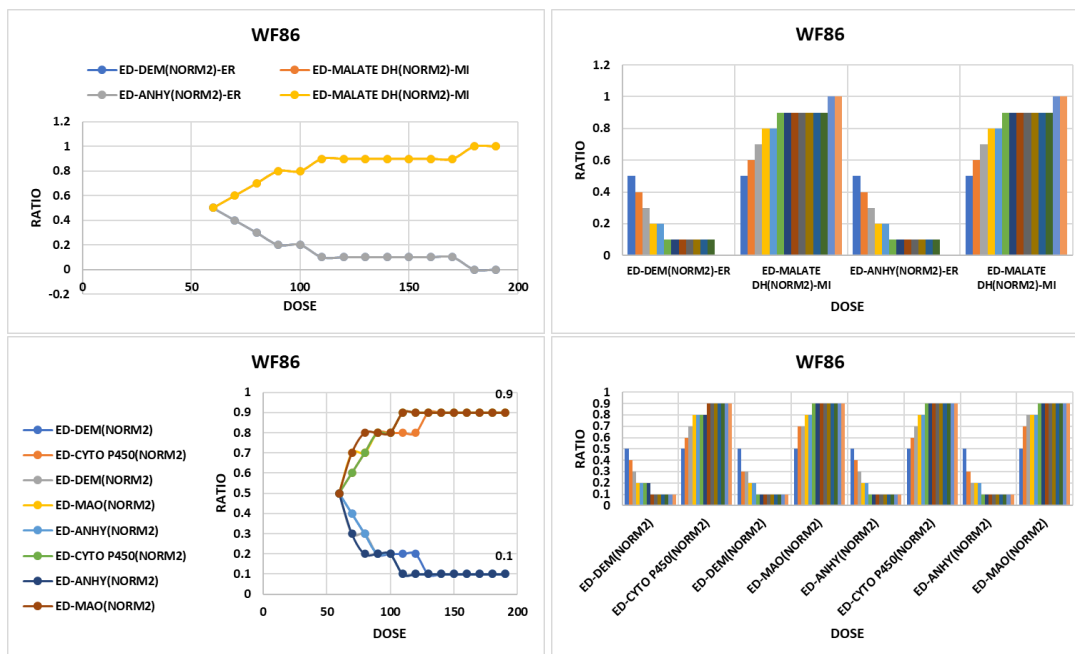 WF86
ED-DEM(NORM2)-ER
ED-MALATE DH(NORM2)-MI
ED-ANHY(NORM2)-ER
ED-MALATE DH(NORM2)-MI
1.2
1
0.8
0.6
0.4
0.2
0
-0.2
RATIO
0
50
100
150
200
DOSE
WF86
1.2
1
0.8
0.6
0.4
0.2
0
RATIO
ED-DEM(NORM2)-ER
ED-MALATE
DH(NORM2)-MI
ED-ANHY(NORM2)-ER
ED-MALATE
DH(NORM2)-MI
DOSE
WF86
ED-DEM(NORM2)
ED-CYTO P450(NORM2)
ED-DEM(NORM2)
ED-MAO(NORM2)
ED-ANHY(NORM2)
ED-CYTO P450(NORM2)
ED-ANHY(NORM2)
ED-MAO(NORM2)
RATIO
1
0.9
0.8
0.7
0.6
0.5
0.4
0.3
0.2
0.1
0
0.9
0.1
0
50
100
150
200
DOSE
WF86
1
0.9
0.8
0.7
0.6
0.5
0.4
0.3
0.2
0.1
RATIO
ED-DEM(NORM2)
ED-CYTO P450(NORM2)
ED-DEM(NORM2)
ED-MAO(NORM2)
ED-ANHY(NORM2)
ED-CYTO P450(NORM2)
ED-ANHY(NORM2)
ED-MAO(NORM2)
DOSE